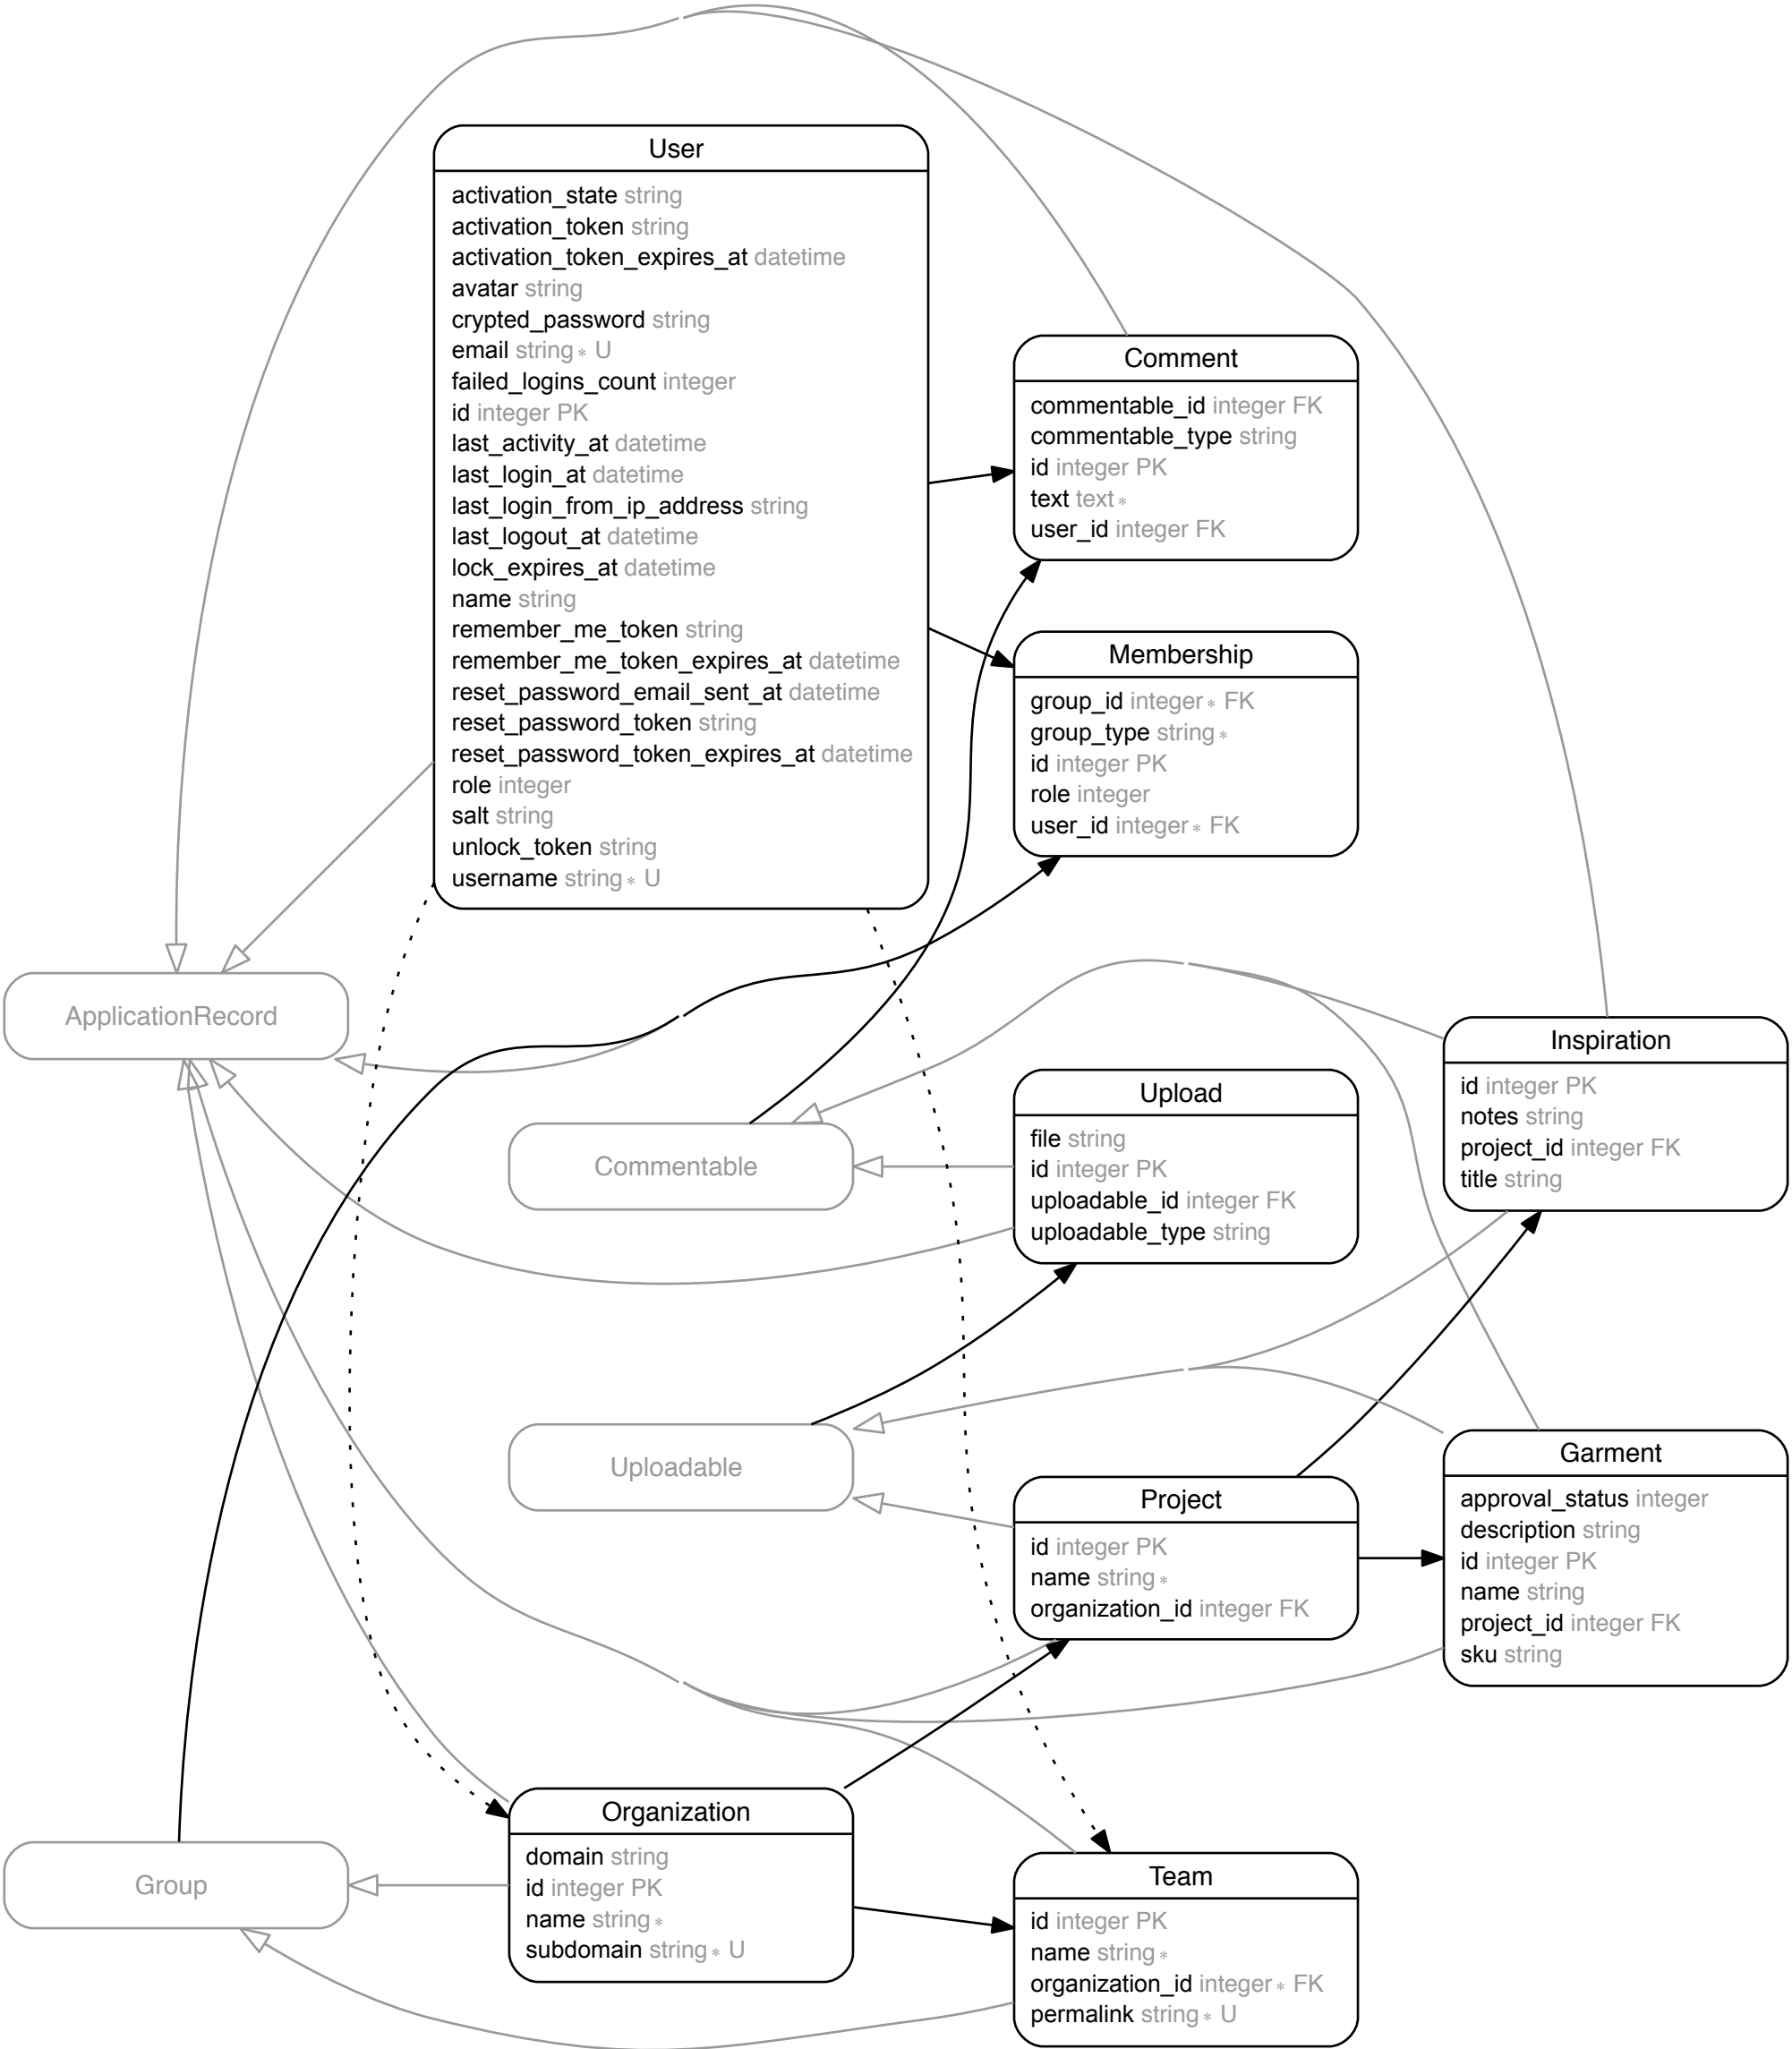 User
activation_state string
activation_token string
activation_token_expires_at datetime
avatar string
crypted_password string
email string∗ U
failed_logins_count integer
id integer PK
last_activity_at datetime
last_login_at datetime
last_login_from_ip_address string
last_logout_at datetime
lock_expires_at datetime
name string
remember_me_token string
remember_me_token_expires_at datetime
reset_password_email_sent_at datetime
reset_password_token string
reset_password_token_expires_at datetime
role integer
salt string
unlock_token string
username string∗ U
Comment
commentable_id integer FK
commentable_type string
id integer PK
text text∗
user_id integer FK
Membership
group_id integer∗ FK
group_type string∗
id integer PK
role integer
user_id integer∗ FK
ApplicationRecord
Inspiration
id integer PK
notes string
project_id integer FK
title string
Upload
file string
id integer PK
uploadable_id integer FK
uploadable_type string
Commentable
Uploadable
Garment
approval_status integer
description string
id integer PK
name string
project_id integer FK
sku string
Project
id integer PK
name string∗
organization_id integer FK
Organization
domain string
id integer PK
name string∗
subdomain string∗ U
Group
Team
id integer PK
name string∗
organization_id integer∗ FK
permalink string∗ U